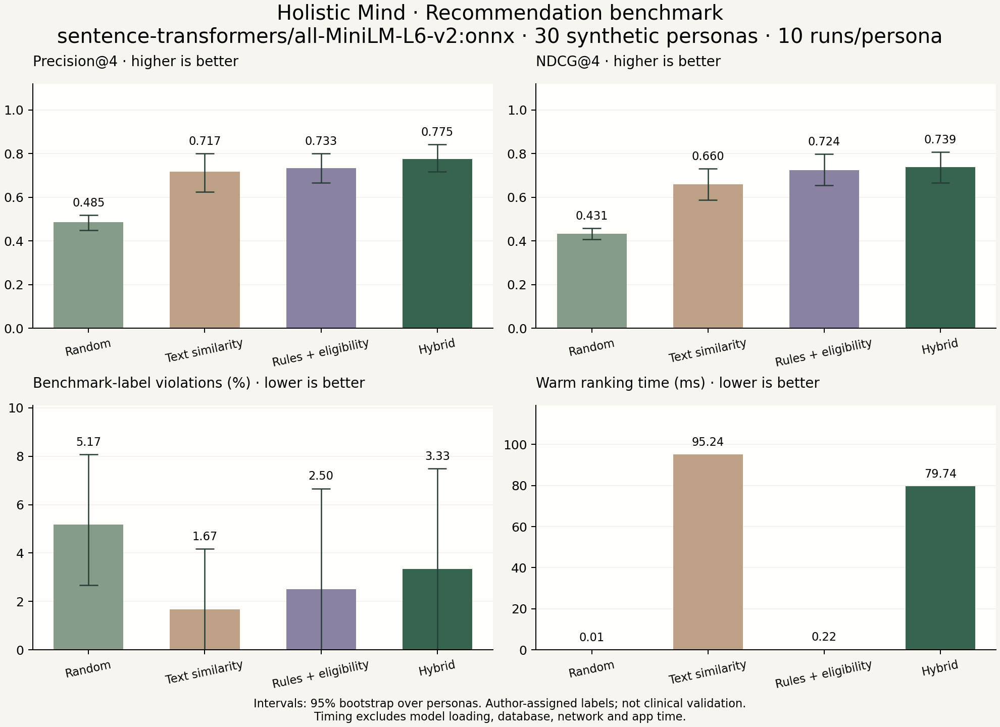 Holistic Mind · Recommendation benchmark
sentence-transformers/all-MiniLM-L6-v2:onnx · 30 synthetic personas · 10 runs/persona
Precision@4 · higher is better
1.0
0.8
0.6
0.4
0.2
0.0
0.485
0.717
0.733
0.775
Random
Text similarity
Rules + eligibility
Hybrid
NDCG@4 · higher is better
1.0
0.8
0.6
0.4
0.2
0.0
0.431
0.660
0.724
0.739
Random
Text similarity
Rules + eligibility
Hybrid
Benchmark-label violations (%) · lower is better
10
8
6
4
2
0
5.17
1.67
2.50
3.33
Random
Text similarity
Rules + eligibility
Hybrid
Warm ranking time (ms) · lower is better
100
80
60
40
20
0
0.01
95.24
0.22
79.74
Random
Text similarity
Rules + eligibility
Hybrid
Intervals: 95% bootstrap over personas. Author-assigned labels; not clinical validation.
Timing excludes model loading, database, network and app time.